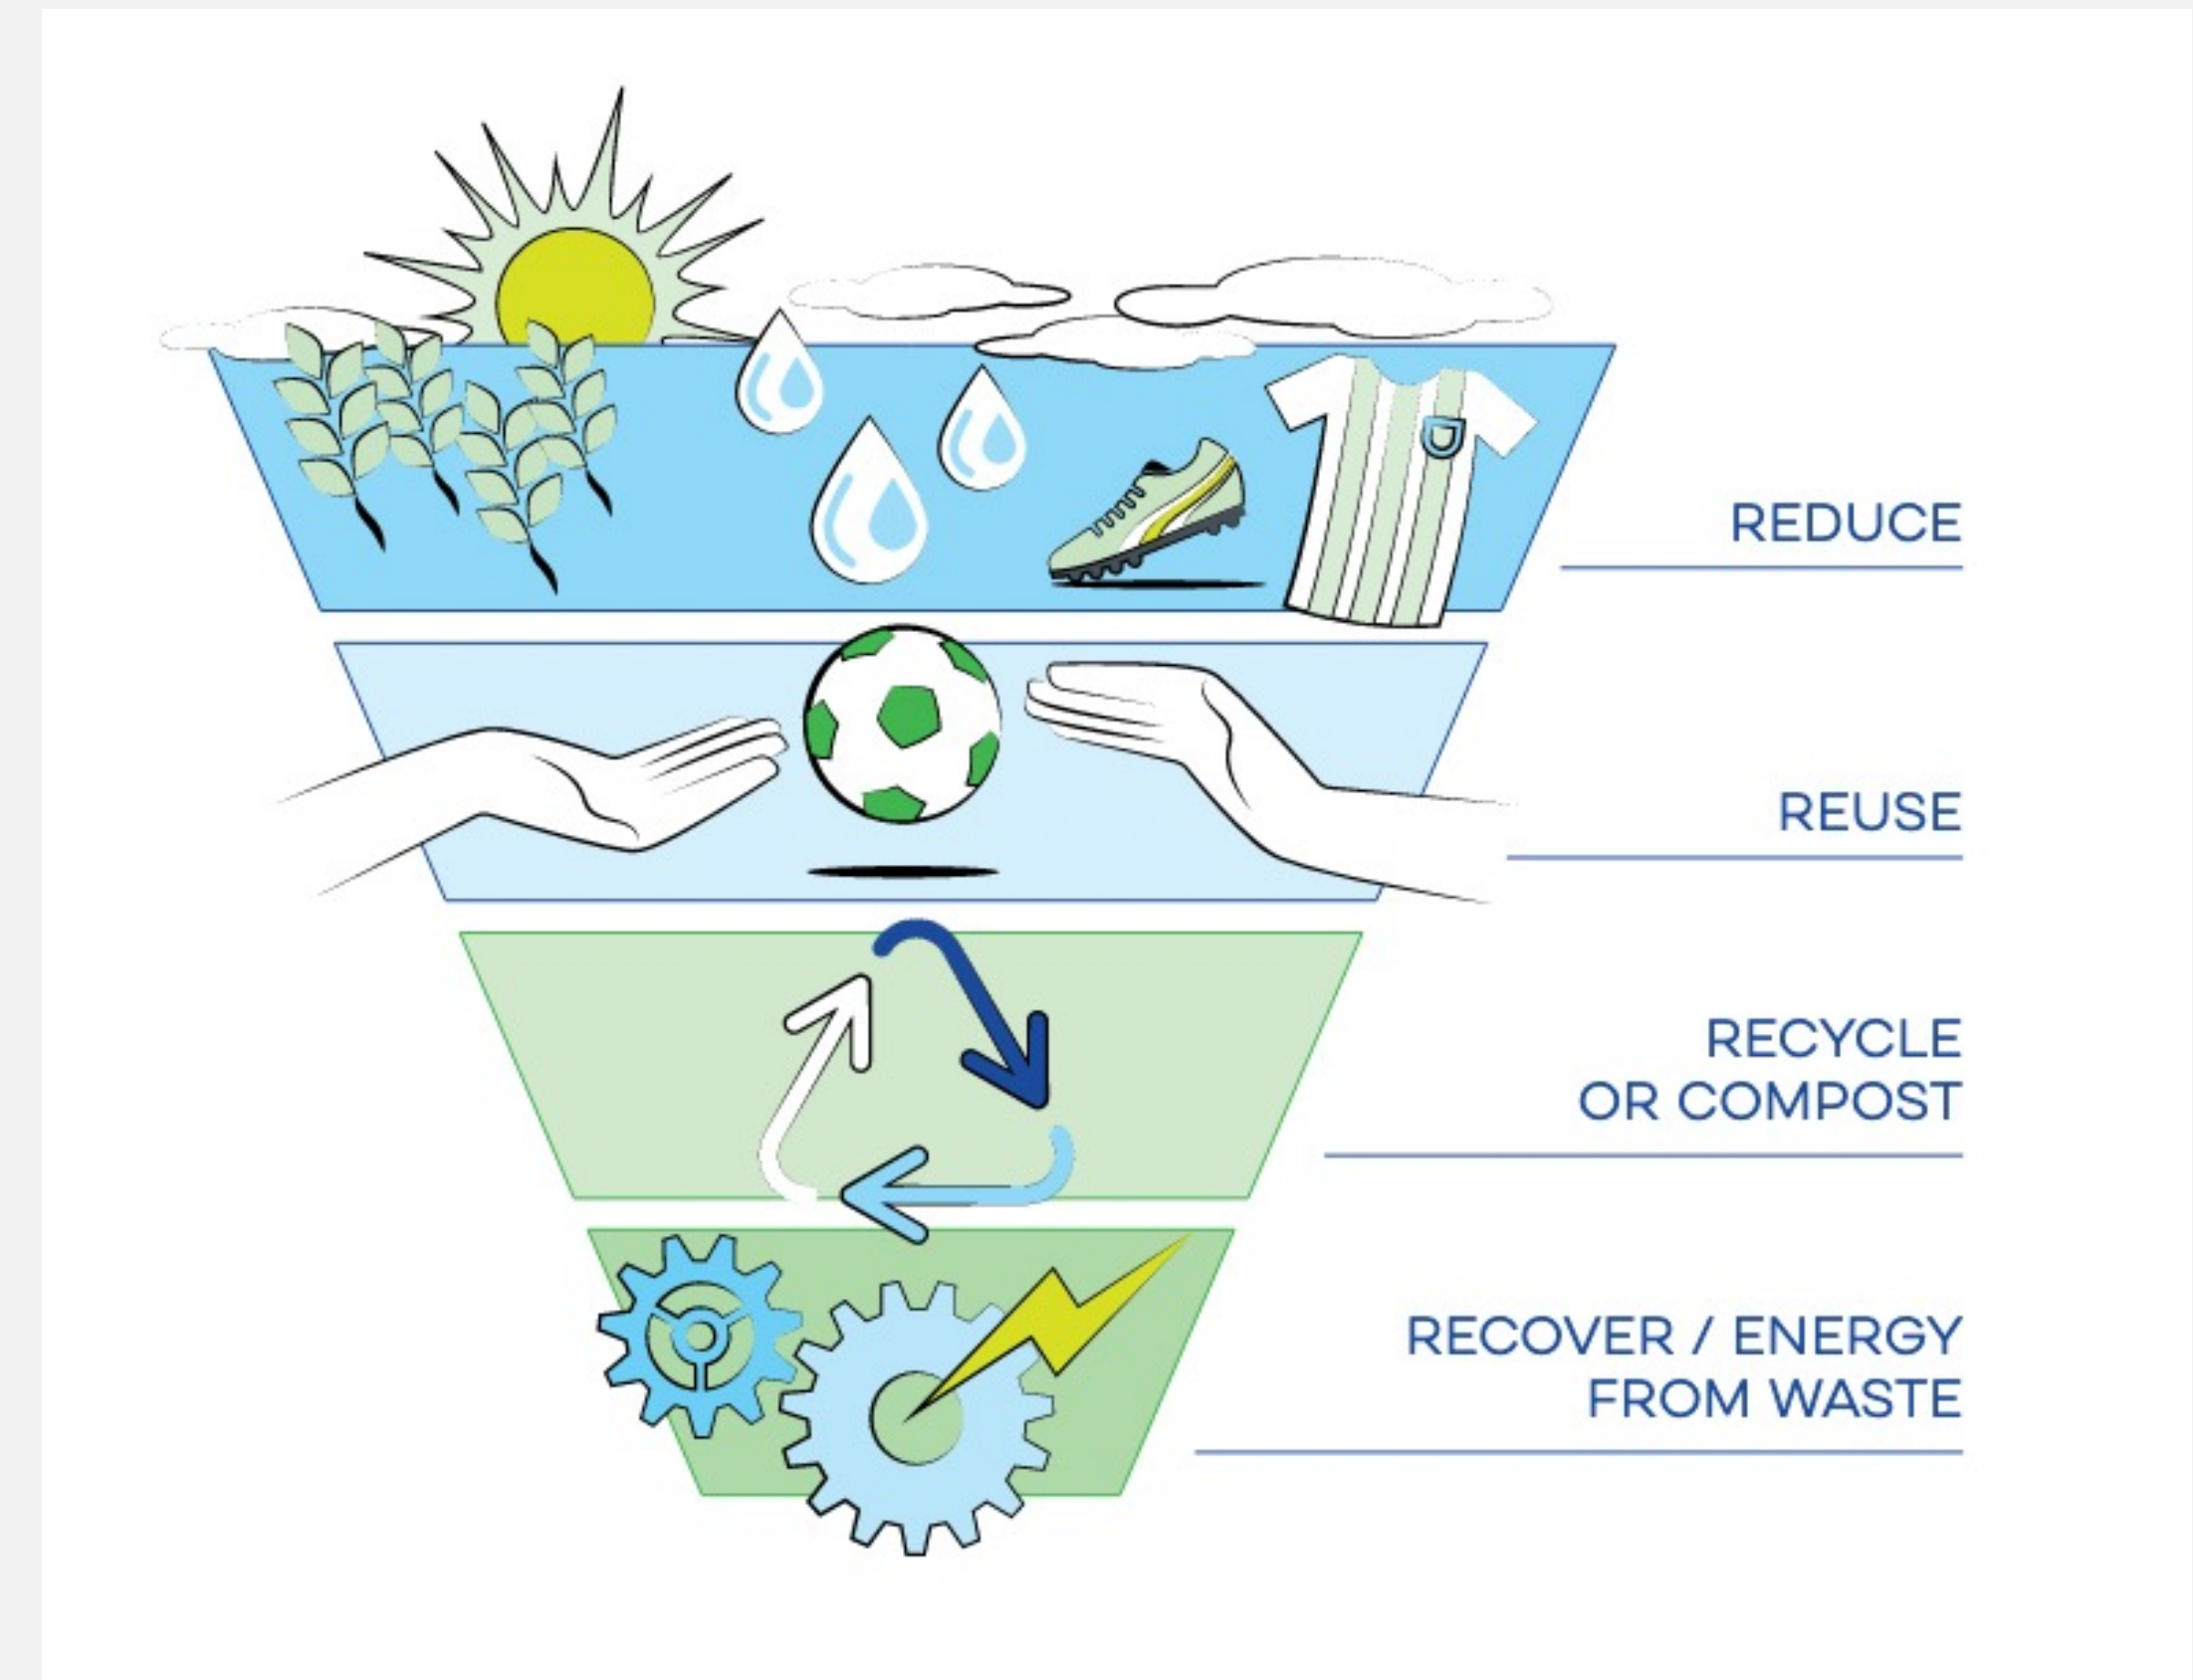 REDUCE
REUSE
RECYCLE
OR COMPOST
RECOVER / ENERGY
FROM WASTE